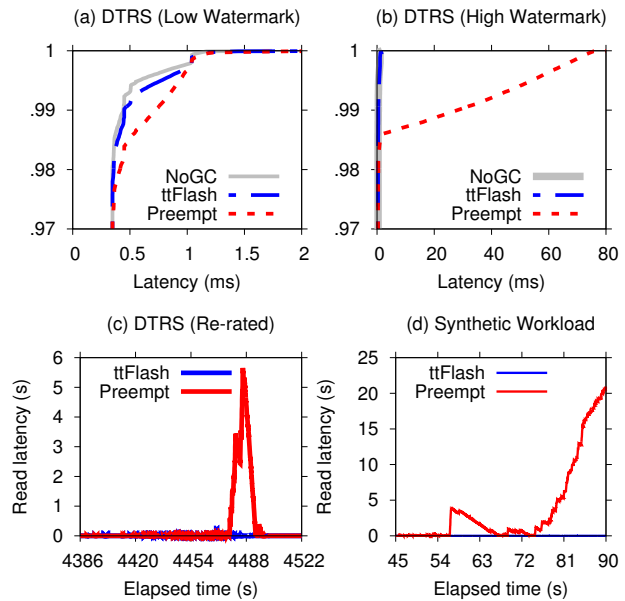 (a) DTRS (Low Watermark)
1
.99
.98
.97
NoGC
ttFlash
Preempt
0 0.5 1 1.5 2
Latency (ms)
(b) DTRS (High Watermark)
1
.99
.98
.97
NoGC
ttFlash
Preempt
0 20 40 60 80
Latency (ms)
(c) DTRS (Re-rated)
Read latency (s)
6
5
4
3
2
1
0
ttFlash
Preempt
4386 4420 4454 4488 4522
Elapsed time (s)
(d) Synthetic Workload
Read latency (s)
25
20
15
10
5
0
ttFlash
Preempt
45 54 63 72 81 90
Elapsed time (s)